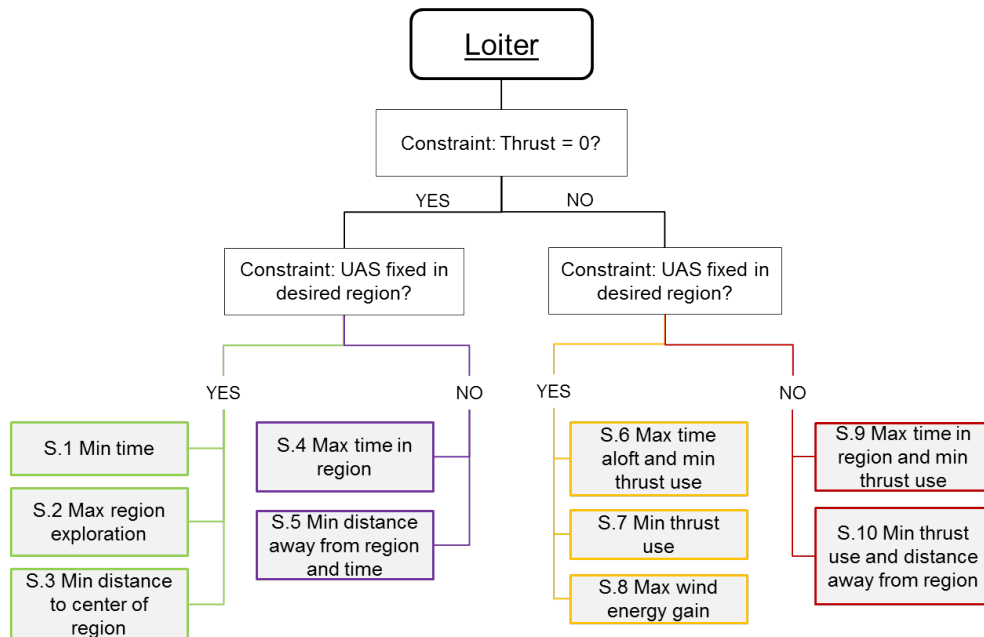 Loiter
Constraint: Thrust = 0?
YES
NO
Constraint: UAS fixed in
desired region?
Constraint: UAS fixed in
desired region?
YES
NO
YES
NO
S.1 Min time
S.2 Max region
exploration
S.3 Min distance
to center of
region
S.4 Max time in
region
S.5 Min distance
away from region
and time
S.6 Max time
aloft and min
thrust use
S.7 Min thrust
use
S.8 Max wind
energy gain
S.9 Max time in
region and min
thrust use
S.10 Min thrust
use and distance
away from region